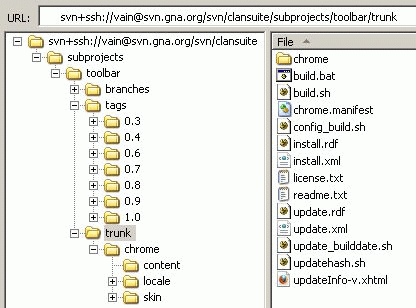 URL: svn+ssh://vain@svn.gna.org/svn/clansuite/subprojects/toolbar/trunk
svn+ssh://vain@svn.gna.org/svn/clansuite
subprojects
toolbar
branches
tags
0.3
0.4
0.6
0.7
0.8
0.9
1.0
trunk
chrome
content
locale
skin
File
chrome
build.bat
build.sh
chrome.manifest
config_build.sh
install.rdf
install.xml
license.txt
readme.txt
update.rdf
update.xml
update_builddate.sh
updatehash.sh
updateInfo-v.xhtml